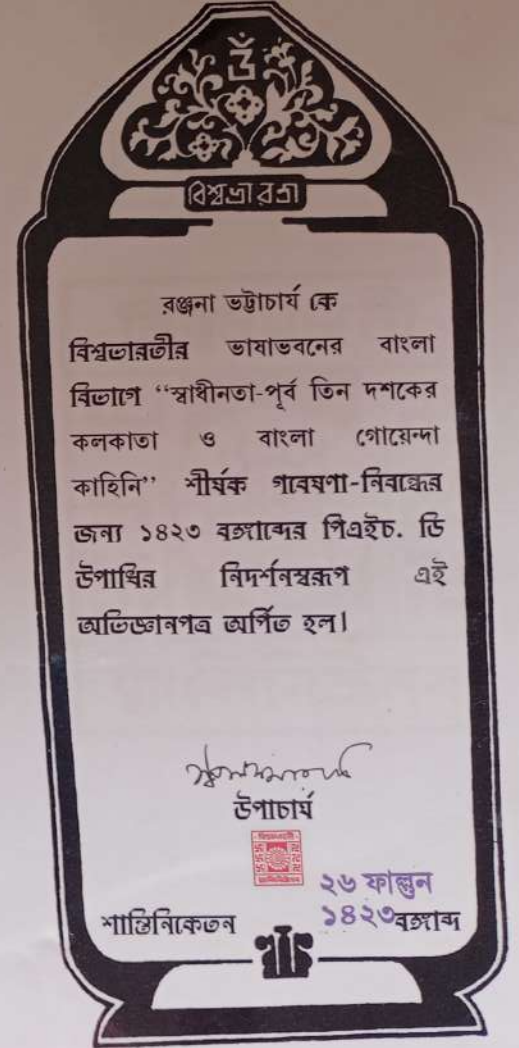 ওঁ
বিশ্বভারতী
রঞ্জনা ভট্টাচার্য কে
বিশ্বভারতীর ভাষাভবনের বাংলা
বিভাগে “স্বাধীনতা-পূর্ব তিন দশকের
কলকাতা ও বাংলা গোয়েন্দা
কাহিনি” শীর্ষক গবেষণা-নিবন্ধের
জন্য ১৪২৩ বঙ্গাব্দের পিএইচ. ডি
উপাধির নিদর্শনস্বরূপ এই
অভিজ্ঞানপত্র অর্পিত হল।
উপাচার্য
২৬ ফাল্গুন
শান্তিনিকেতন ১৪২৩বঙ্গাব্দ